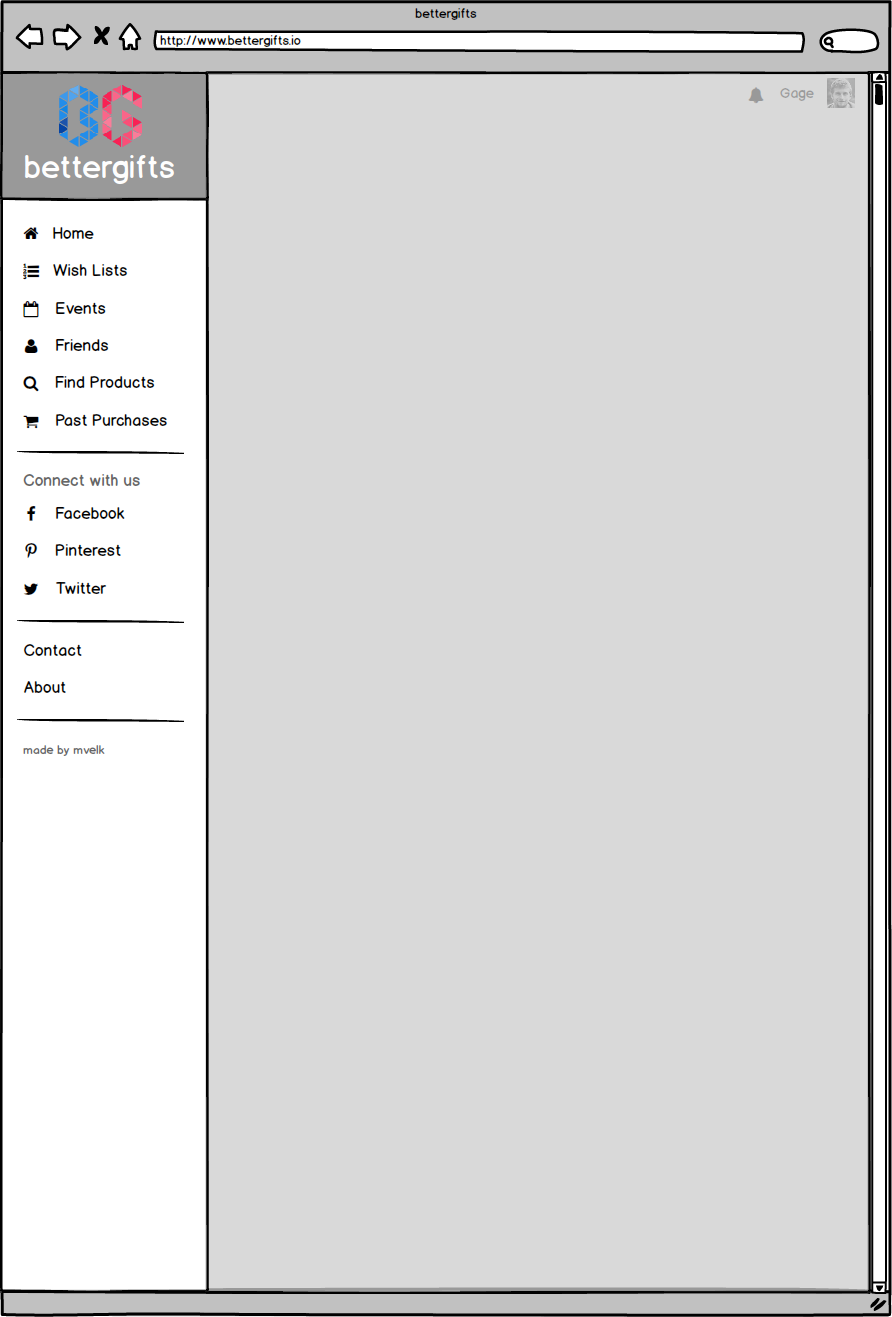 bettergifts
http://www.bettergifts.io
Gage
bettergifts
Home
Wish Lists
Events
Friends
Find Products
Past Purchases
Connect with us
Facebook
Pinterest
Twitter
Contact
About
made by mvelk